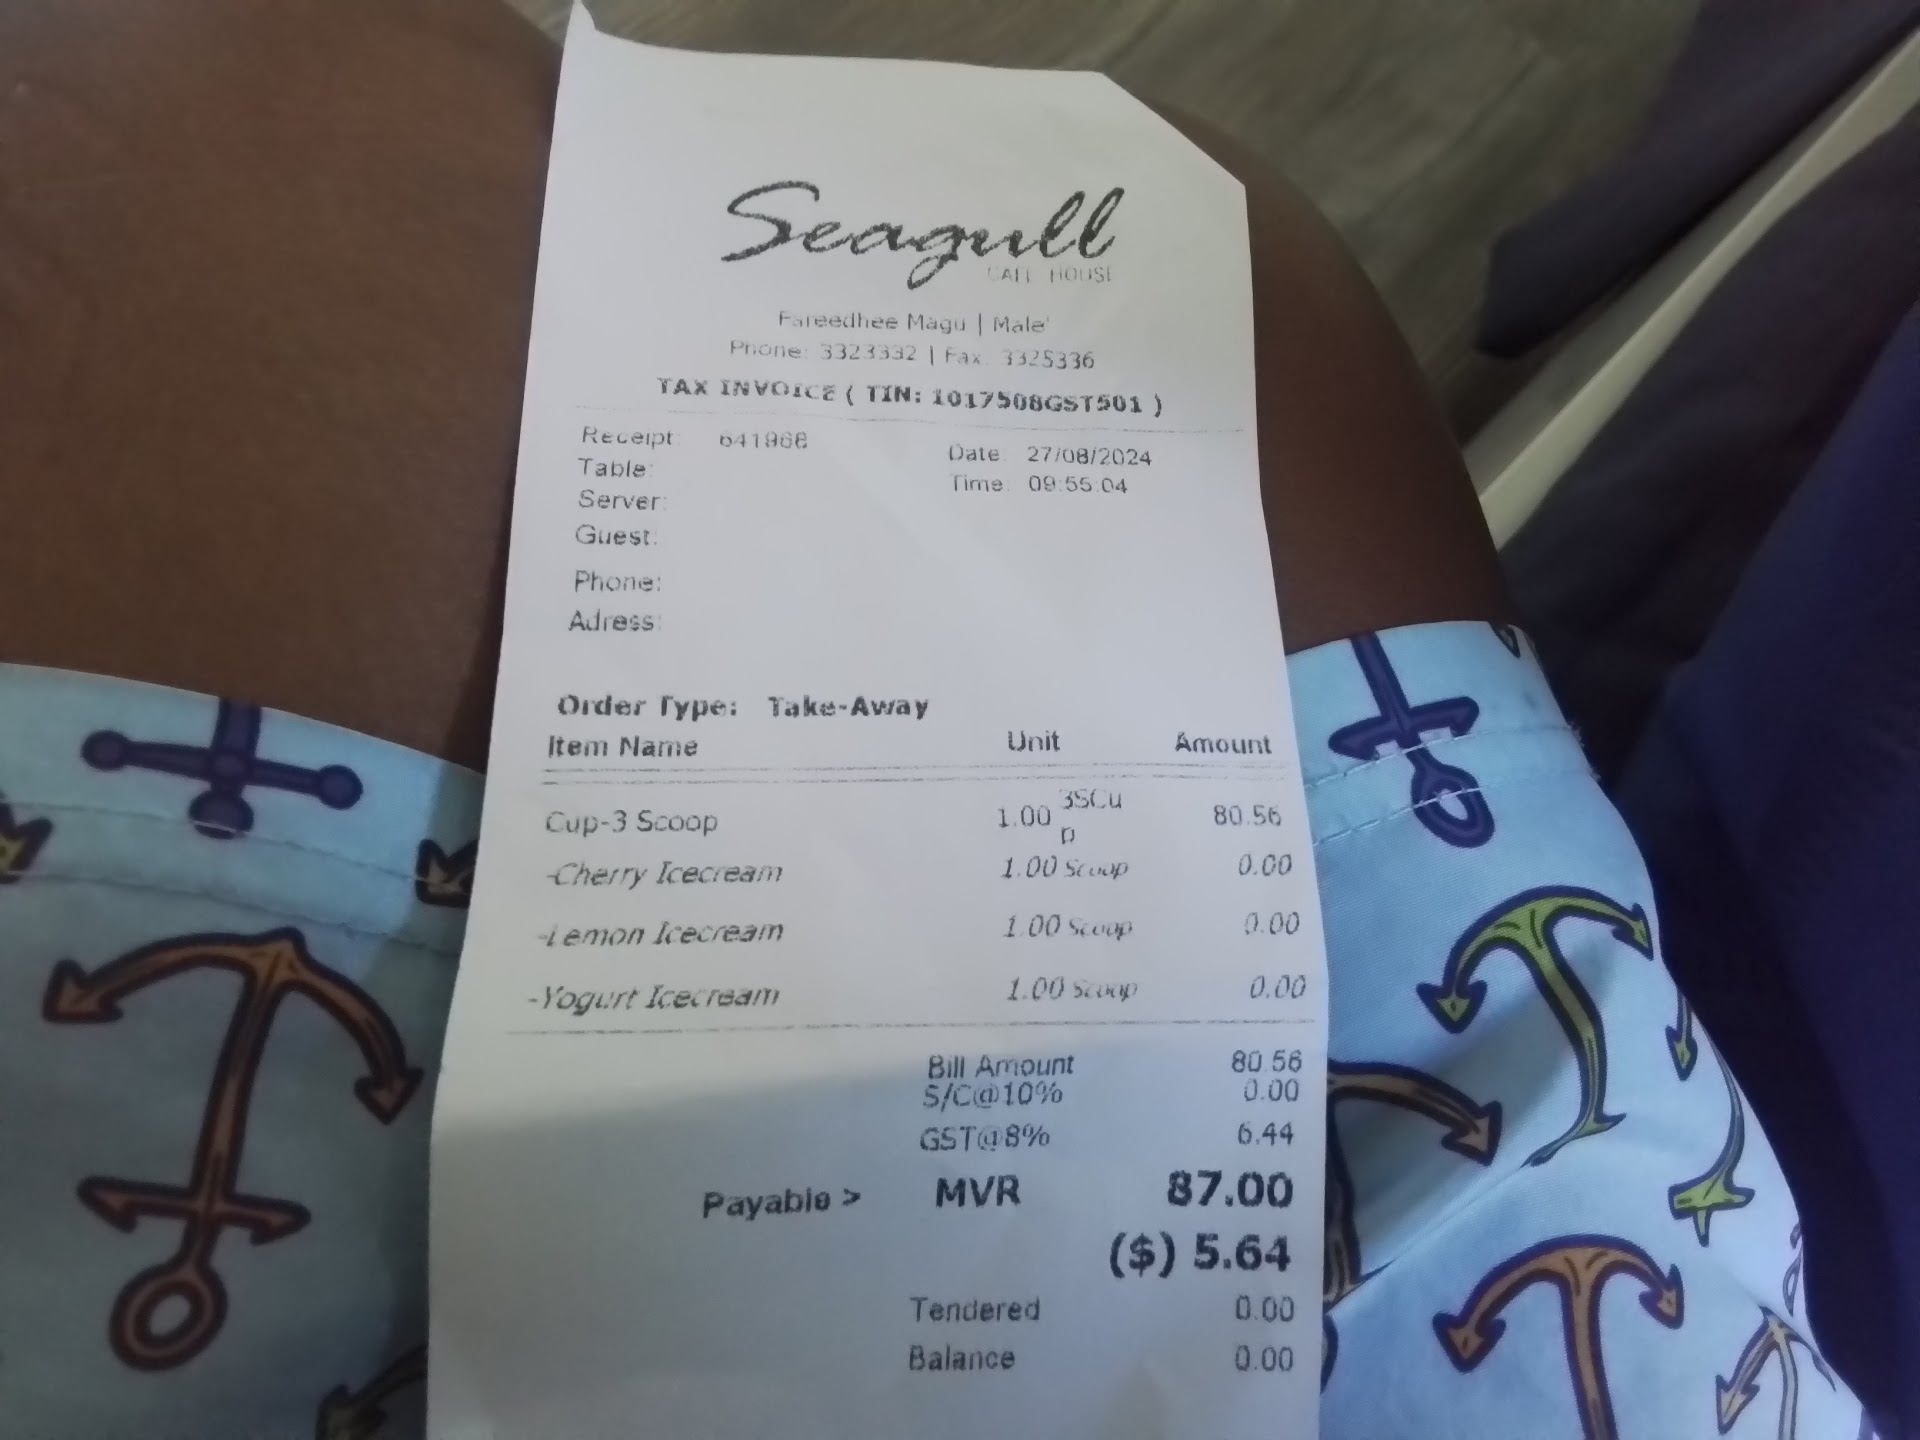 Seagull
CAFE HOUSE
Fareedhee Magu | Male'
Phone: 3323332 | Fax. 3325336
TAX INVOICE ( TIN: 1017508GST501 )
Receipt: 641968
Date: 27/08/2024
Table:
Time: 09:55:04
Server:
Guest:
Phone:
Adress:
Order Type: Take-Away
Item Name Unit Amount
Cup-3 Scoop 1.00 3SCup 80.56
-Cherry Icecream 1.00 Scoop 0.00
-Lemon Icecream 1.00 Scoop 0.00
-Yogurt Icecream 1.00 Scoop 0.00
Bill Amount 80.56
S/C@10% 0.00
GST@8% 6.44
Payable > MVR 87.00
($) 5.64
Tendered 0.00
Balance 0.00